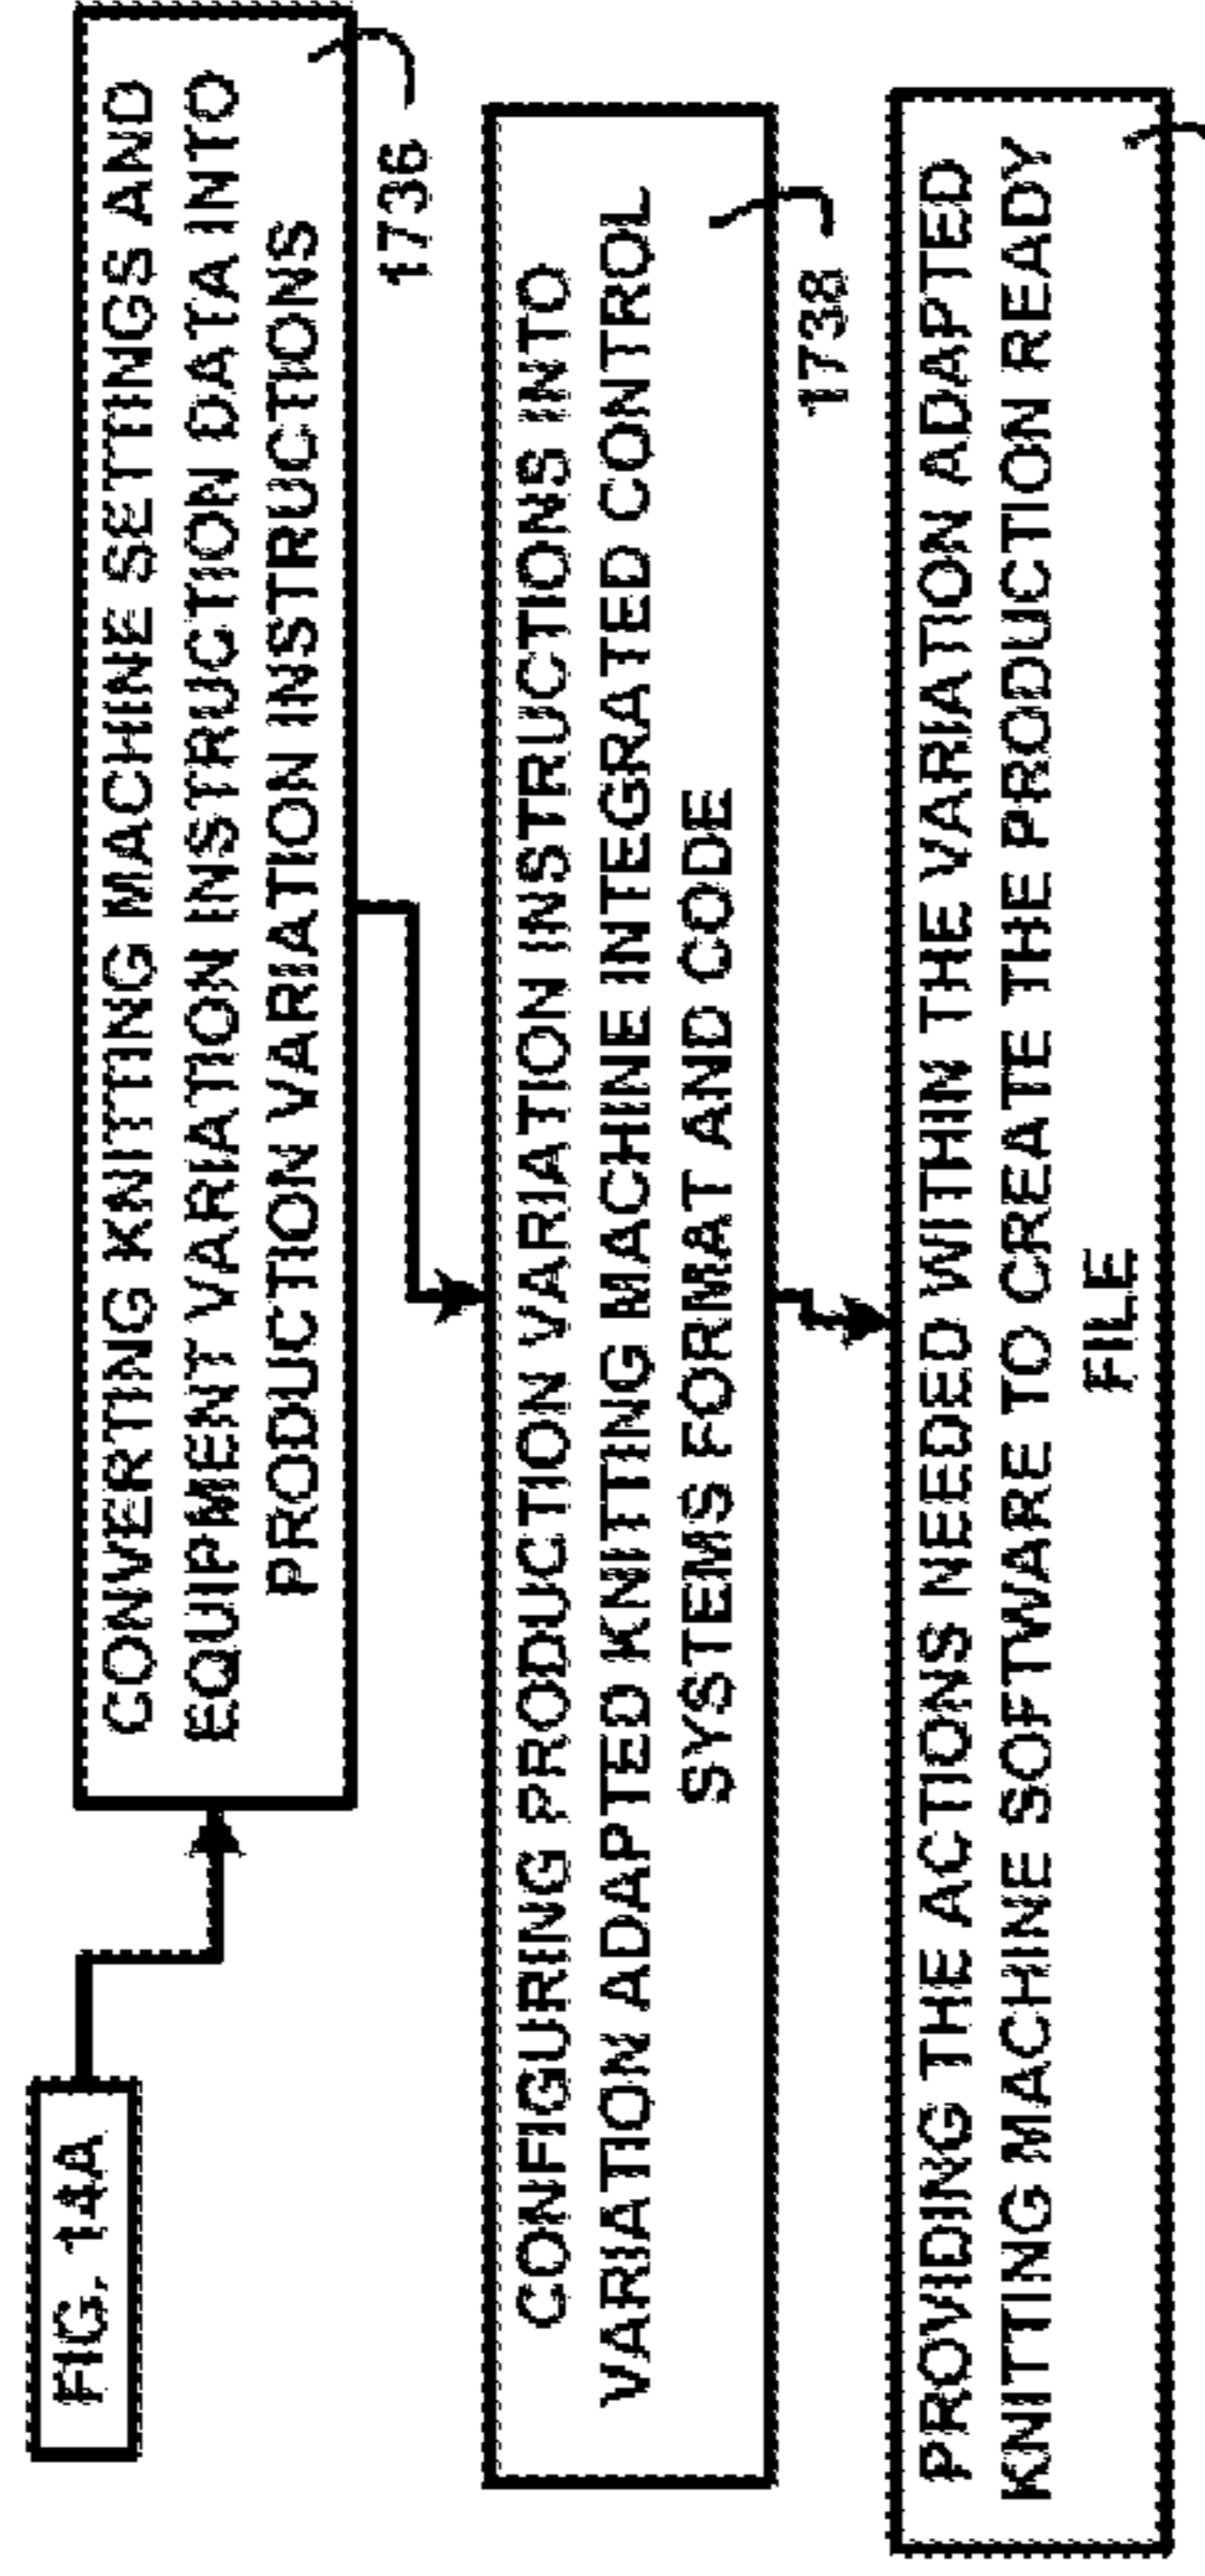 FIG. 14A
CONVERTING KNITTING MACHINE SETTINGS AND
EQUIPMENT VARIATION INSTRUCTION DATA INTO
PRODUCTION VARIATION INSTRUCTIONS
1736
CONFIGURING PRODUCTION VARIATION INSTRUCTIONS INTO
VARIATION ADAPTED KNITTING MACHINE INTEGRATED CONTROL
SYSTEMS FORMAT AND CODE
1738
PROVIDING THE ACTIONS NEEDED WITHIN THE VARIATION ADAPTED
KNITTING MACHINE SOFTWARE TO CREATE THE PRODUCTION READY
FILE